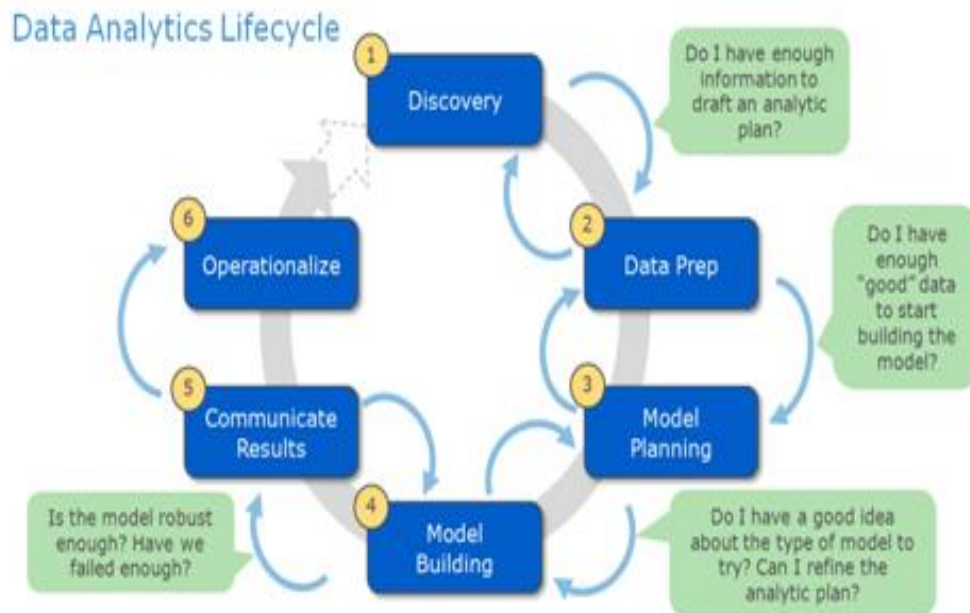 Data Analytics Lifecycle
1
Discovery
Do I have enough
information to
draft an analytic
plan?
2
Data Prep
Do I have
enough
"good" data
to start
building the
model?
3
Model
Planning
Do I have a good idea
about the type of model to
try? Can I refine the
analytic plan?
4
Model
Building
Is the model robust
enough? Have we
failed enough?
5
Communicate
Results
6
Operationalize